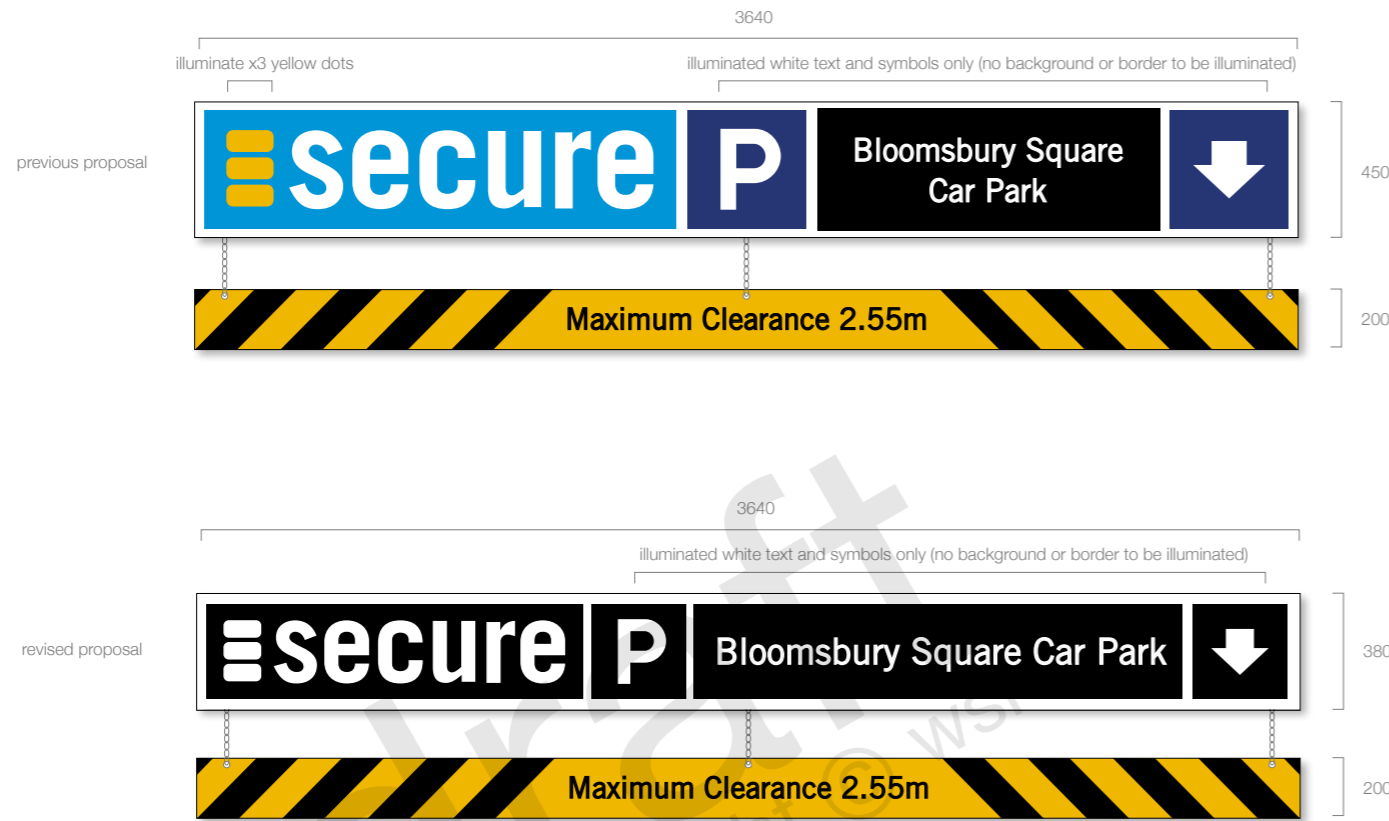 3640
illuminate x3 yellow dots
illuminated white text and symbols only (no background or border to be illuminated)
previous proposal
secure
P
Bloomsbury Square
Car Park
450
Maximum Clearance 2.55m
200
3640
illuminated white text and symbols only (no background or border to be illuminated)
revised proposal
secure
P
Bloomsbury Square Car Park
380
Maximum Clearance 2.55m
200
draft
©